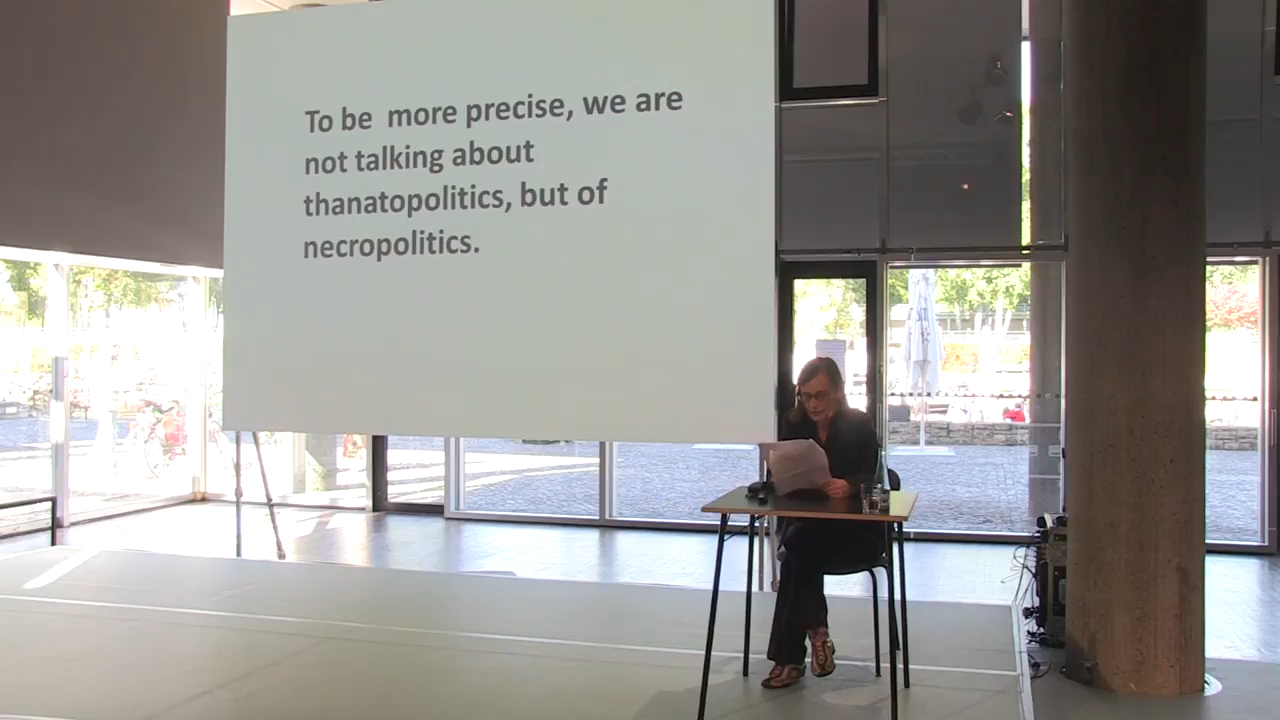 To be  more precise, we are
not talking about
thanatopolitics, but of
necropolitics.